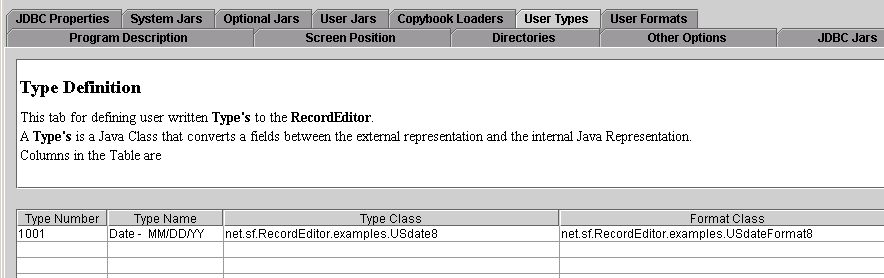 JDBC Properties System Jars Optional Jars User Jars Copybook Loaders User Types User Formats
Program Description Screen Position Directories Other Options JDBC Jars
Type Definition
This tab for defining user written Type's to the RecordEditor.
A Type's is a Java Class that converts a fields between the external representation and the internal Java Representation.
Columns in the Table are
Type Number Type Name Type Class Format Class
1001 Date - MM/DD/YY net.sf.RecordEditor.examples.USdate8 net.sf.RecordEditor.examples.USdateFormat8